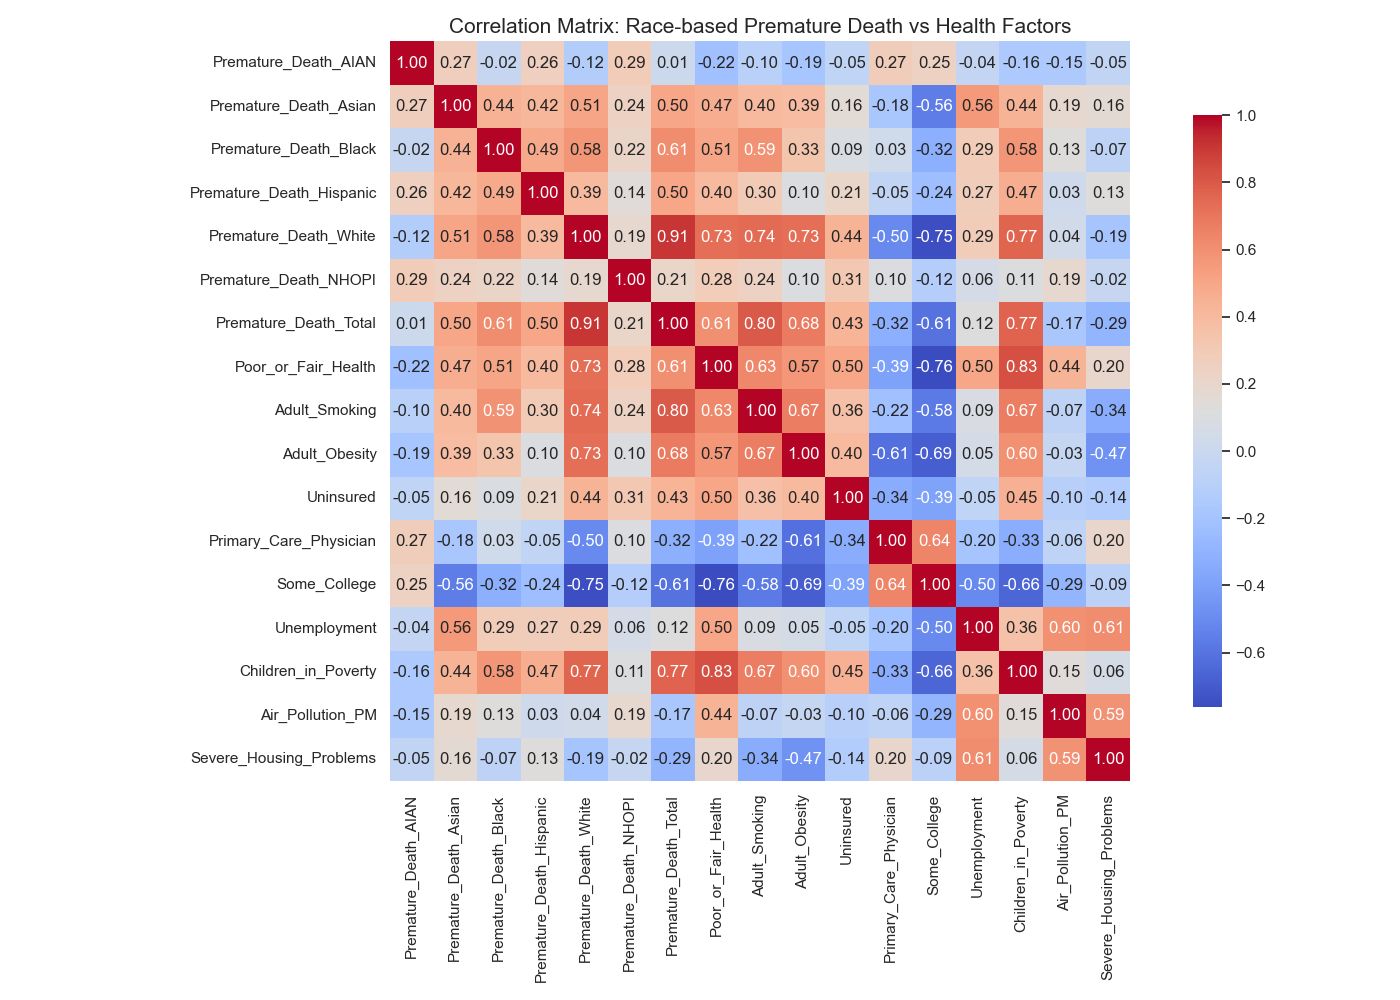 Correlation Matrix: Race-based Premature Death vs Health Factors
Premature_Death_AIAN 1.00 0.27 -0.02 0.26 -0.12 0.29 0.01 -0.22 -0.10 -0.19 -0.05 0.27 0.25 -0.04 -0.16 -0.15 -0.05
Premature_Death_Asian 0.27 1.00 0.44 0.42 0.51 0.24 0.50 0.47 0.40 0.39 0.16 -0.18 -0.56 0.56 0.44 0.19 0.16
Premature_Death_Black -0.02 0.44 1.00 0.49 0.58 0.22 0.61 0.51 0.59 0.33 0.09 0.03 -0.32 0.29 0.58 0.13 -0.07
Premature_Death_Hispanic 0.26 0.42 0.49 1.00 0.39 0.14 0.50 0.40 0.30 0.10 0.21 -0.05 -0.24 0.27 0.47 0.03 0.13
Premature_Death_White -0.12 0.51 0.58 0.39 1.00 0.19 0.91 0.73 0.74 0.73 0.44 -0.50 -0.75 0.29 0.77 0.04 -0.19
Premature_Death_NHOPI 0.29 0.24 0.22 0.14 0.19 1.00 0.21 0.28 0.24 0.10 0.31 0.10 -0.12 0.06 0.11 0.19 -0.02
Premature_Death_Total 0.01 0.50 0.61 0.50 0.91 0.21 1.00 0.61 0.80 0.68 0.43 -0.32 -0.61 0.12 0.77 -0.17 -0.29
Poor_or_Fair_Health -0.22 0.47 0.51 0.40 0.73 0.28 0.61 1.00 0.63 0.57 0.50 -0.39 -0.76 0.50 0.83 0.44 0.20
Adult_Smoking -0.10 0.40 0.59 0.30 0.74 0.24 0.80 0.63 1.00 0.67 0.36 -0.22 -0.58 0.09 0.67 -0.07 -0.34
Adult_Obesity -0.19 0.39 0.33 0.10 0.73 0.10 0.68 0.57 0.67 1.00 0.40 -0.61 -0.69 0.05 0.60 -0.03 -0.47
Uninsured -0.05 0.16 0.09 0.21 0.44 0.31 0.43 0.50 0.36 0.40 1.00 -0.34 -0.39 -0.05 0.45 -0.10 -0.14
Primary_Care_Physician 0.27 -0.18 0.03 -0.05 -0.50 0.10 -0.32 -0.39 -0.22 -0.61 -0.34 1.00 0.64 -0.20 -0.33 -0.06 0.20
Some_College 0.25 -0.56 -0.32 -0.24 -0.75 -0.12 -0.61 -0.76 -0.58 -0.69 -0.39 0.64 1.00 -0.50 -0.66 -0.29 -0.09
Unemployment -0.04 0.56 0.29 0.27 0.29 0.06 0.12 0.50 0.09 0.05 -0.05 -0.20 -0.50 1.00 0.36 0.60 0.61
Children_in_Poverty -0.16 0.44 0.58 0.47 0.77 0.11 0.77 0.83 0.67 0.60 0.45 -0.33 -0.66 0.36 1.00 0.15 0.06
Air_Pollution_PM -0.15 0.19 0.13 0.03 0.04 0.19 -0.17 0.44 -0.07 -0.03 -0.10 -0.06 -0.29 0.60 0.15 1.00 0.59
Severe_Housing_Problems -0.05 0.16 -0.07 0.13 -0.19 -0.02 -0.29 0.20 -0.34 -0.47 -0.14 0.20 -0.09 0.61 0.06 0.59 1.00
Premature_Death_AIAN
Premature_Death_Asian
Premature_Death_Black
Premature_Death_Hispanic
Premature_Death_White
Premature_Death_NHOPI
Premature_Death_Total
Poor_or_Fair_Health
Adult_Smoking
Adult_Obesity
Uninsured
Primary_Care_Physician
Some_College
Unemployment
Children_in_Poverty
Air_Pollution_PM
Severe_Housing_Problems
1.0
0.8
0.6
0.4
0.2
0.0
−0.2
−0.4
−0.6